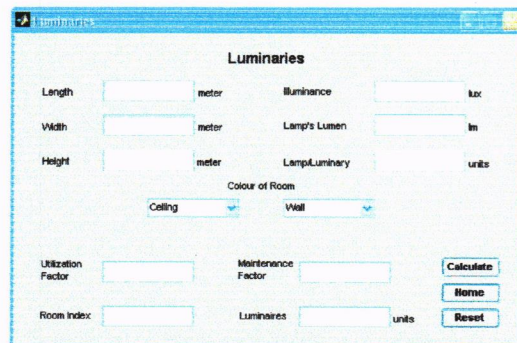 Luminaries
Luminaries
Length meter Illuminance lux
Width meter Lamp's Lumen lm
Height meter Lamp/Luminary units
Colour of Room
Ceiling Wall
Utilization Factor Maintenance Factor Calculate
Home
Room Index Luminaires units Reset